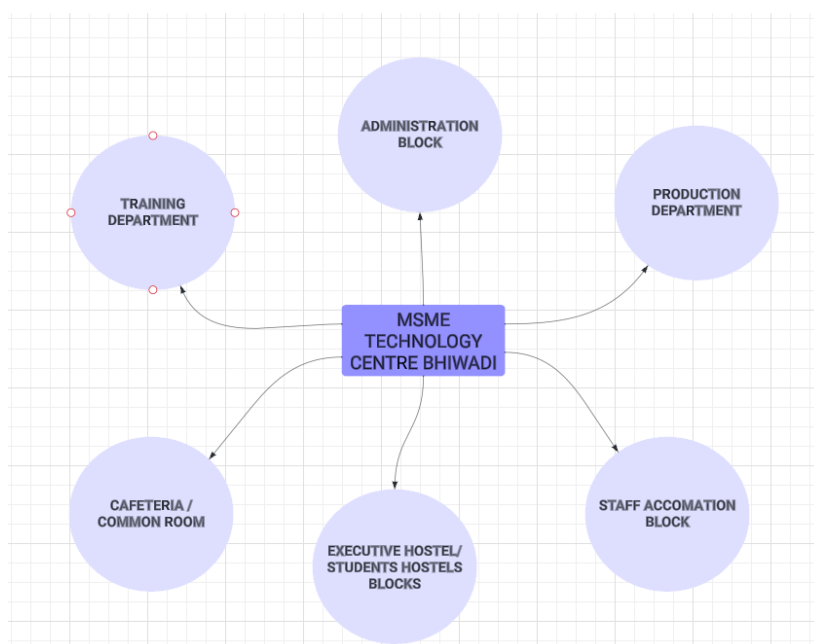 ADMINISTRATION
BLOCK
TRAINING
DEPARTMENT
PRODUCTION
DEPARTMENT
MSME
TECHNOLOGY
CENTRE BHIWADI
CAFETERIA /
COMMON ROOM
EXECUTIVE HOSTEL/
STUDENTS HOSTELS
BLOCKS
STAFF ACCOMATION
BLOCK